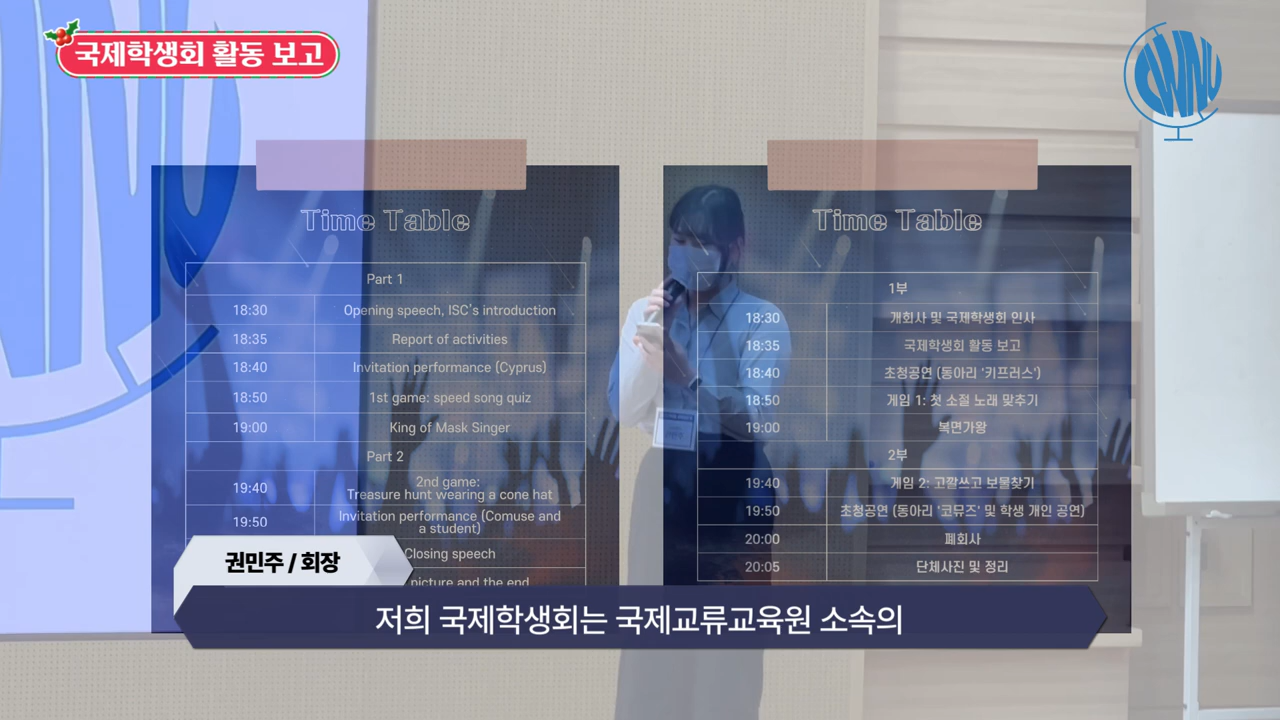 국제학생회 활동 보고
CWNU
Time Table
Part 1
18:30 Opening speech, ISC's introduction
18:35 Report of activities
18:40 Invitation performance (Cyprus)
18:50 1st game: speed song quiz
19:00 King of Mask Singer
Part 2
19:40 2nd game:
Treasure hunt wearing a cone hat
19:50 Invitation performance (Comuse and
a student)
Closing speech
picture and the end
Time Table
1부
18:30 개회사 및 국제학생회 인사
18:35 국제학생회 활동 보고
18:40 초청공연 (동아리 '키프러스')
18:50 게임 1: 첫 소절 노래 맞추기
19:00 복면가왕
2부
19:40 게임 2: 고깔쓰고 보물찾기
19:50 초청공연 (동아리 '코뮤즈' 및 학생 개인 공연)
20:00 폐회사
20:05 단체사진 및 정리
권민주 / 회장
저희 국제학생회는 국제교류교육원 소속의